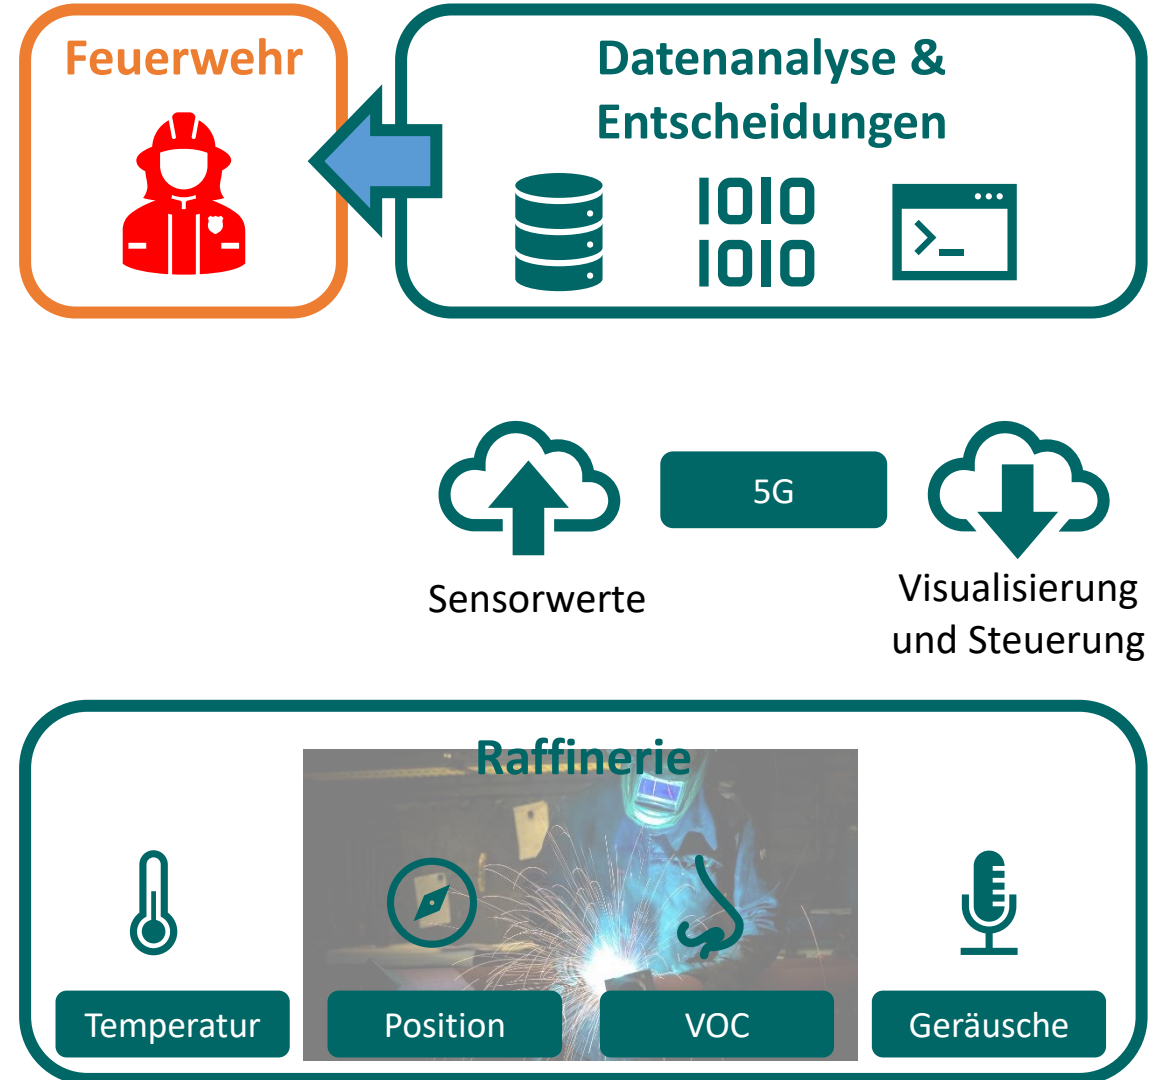 Feuerwehr
Datenanalyse &
Entscheidungen
1010
1010
>_
5G
Sensorwerte
Visualisierung
und Steuerung
Raffinerie
Temperatur
Position
VOC
Geräusche